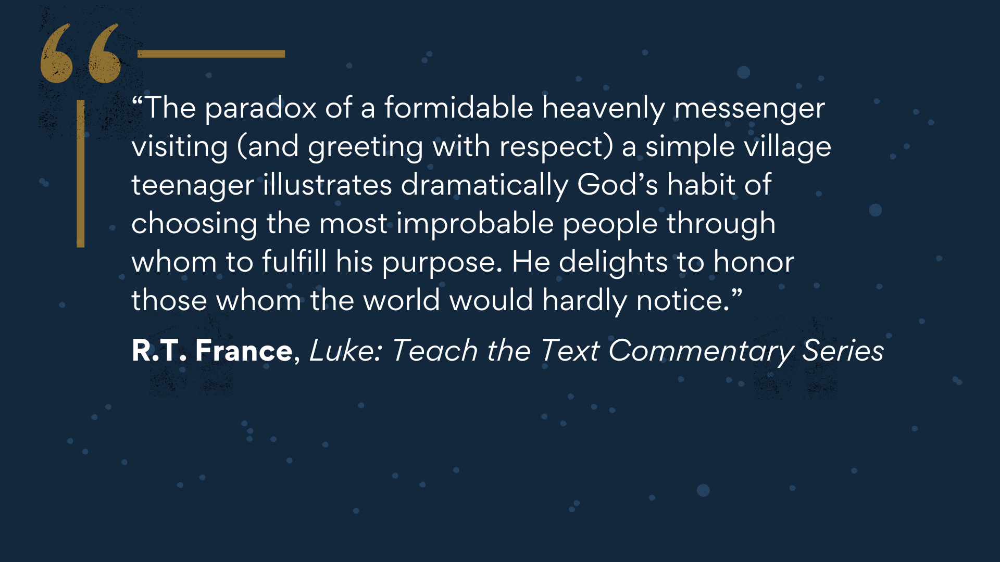 “The paradox of a formidable heavenly messenger
visiting (and greeting with respect) a simple village
teenager illustrates dramatically God’s habit of
choosing the most improbable people through
whom to fulfill his purpose. He delights to honor
those whom the world would hardly notice.”
R.T. France, Luke: Teach the Text Commentary Series